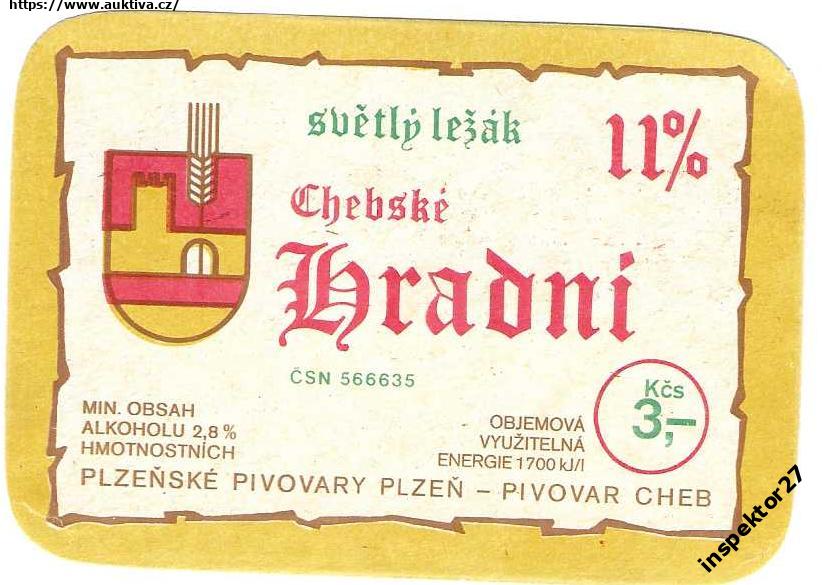 https://www.auktiva.cz/
světlý ležák
11%
Chebské
Hradní
ČSN 566635
MIN. OBSAH
ALKOHOLU 2,8 %
HMOTNOSTNÍCH
OBJEMOVÁ
VYUŽITELNÁ
ENERGIE 1700 kJ/l
Kčs
3,–
PLZEŇSKÉ PIVOVARY PLZEŇ – PIVOVAR CHEB
inspektor27